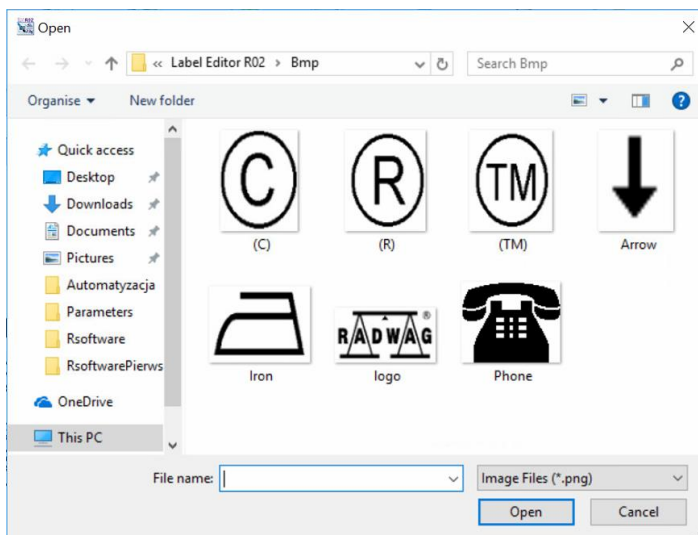 Open
« Label Editor R02 > Bmp
Search Bmp
Organise
New folder
Quick access
Desktop
Downloads
Documents
Pictures
Automatyzacja
Parameters
Rsoftware
RsoftwarePierws
OneDrive
This PC
C
R
TM
(C)
(R)
(TM)
Arrow
RADWAG®
Iron
logo
Phone
File name:
Image Files (*.png)
Open
Cancel